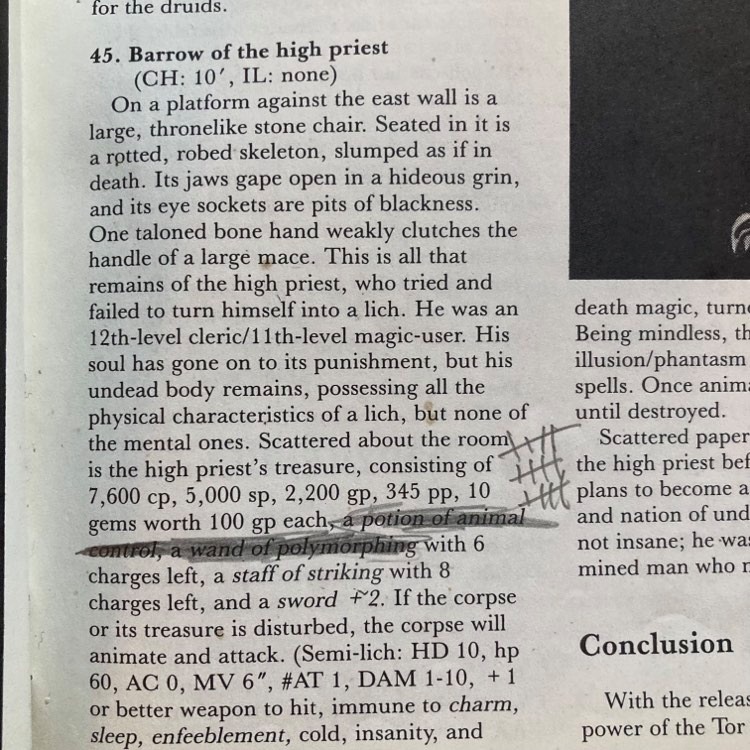 for the druids.
45. Barrow of the high priest
(CH: 10′, IL: none)
On a platform against the east wall is a
large, thronelike stone chair. Seated in it is
a rotted, robed skeleton, slumped as if in
death. Its jaws gape open in a hideous grin,
and its eye sockets are pits of blackness.
One taloned bone hand weakly clutches the
handle of a large mace. This is all that
remains of the high priest, who tried and
failed to turn himself into a lich. He was an
12th-level cleric/11th-level magic-user. His
soul has gone on to its punishment, but his
undead body remains, possessing all the
physical characteristics of a lich, but none of
the mental ones. Scattered about the room
is the high priest’s treasure, consisting of
7,600 cp, 5,000 sp, 2,200 gp, 345 pp, 10
gems worth 100 gp each, a potion of animal
control, a wand of polymorphing with 6
charges left, a staff of striking with 8
charges left, and a sword +2. If the corpse
or its treasure is disturbed, the corpse will
animate and attack. (Semi-lich: HD 10, hp
60, AC 0, MV 6″, #AT 1, DAM 1-10, +1
or better weapon to hit, immune to charm,
sleep, enfeeblement, cold, insanity, and
death magic, turn
Being mindless, th
illusion/phantasm
spells. Once anima
until destroyed.
Scattered paper
the high priest bef
plans to become a
and nation of und
not insane; he was
mined man who
Conclusion
With the releas
power of the Tor